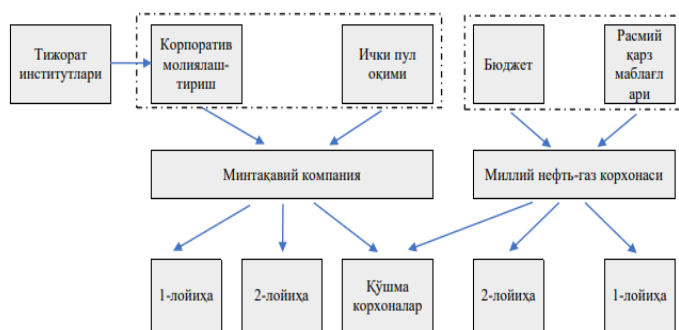 Тижорат
институтлари
Корпоратив
молиялаш-
тириш
Ички пул
оқими
Бюджет
Расмий
қарз
маблағл
ари
Минтақавий компания
Миллий нефть-газ корхонаси
1-лойиҳа
2-лойиҳа
Қўшма
корхоналар
2-лойиҳа
1-лойиҳа